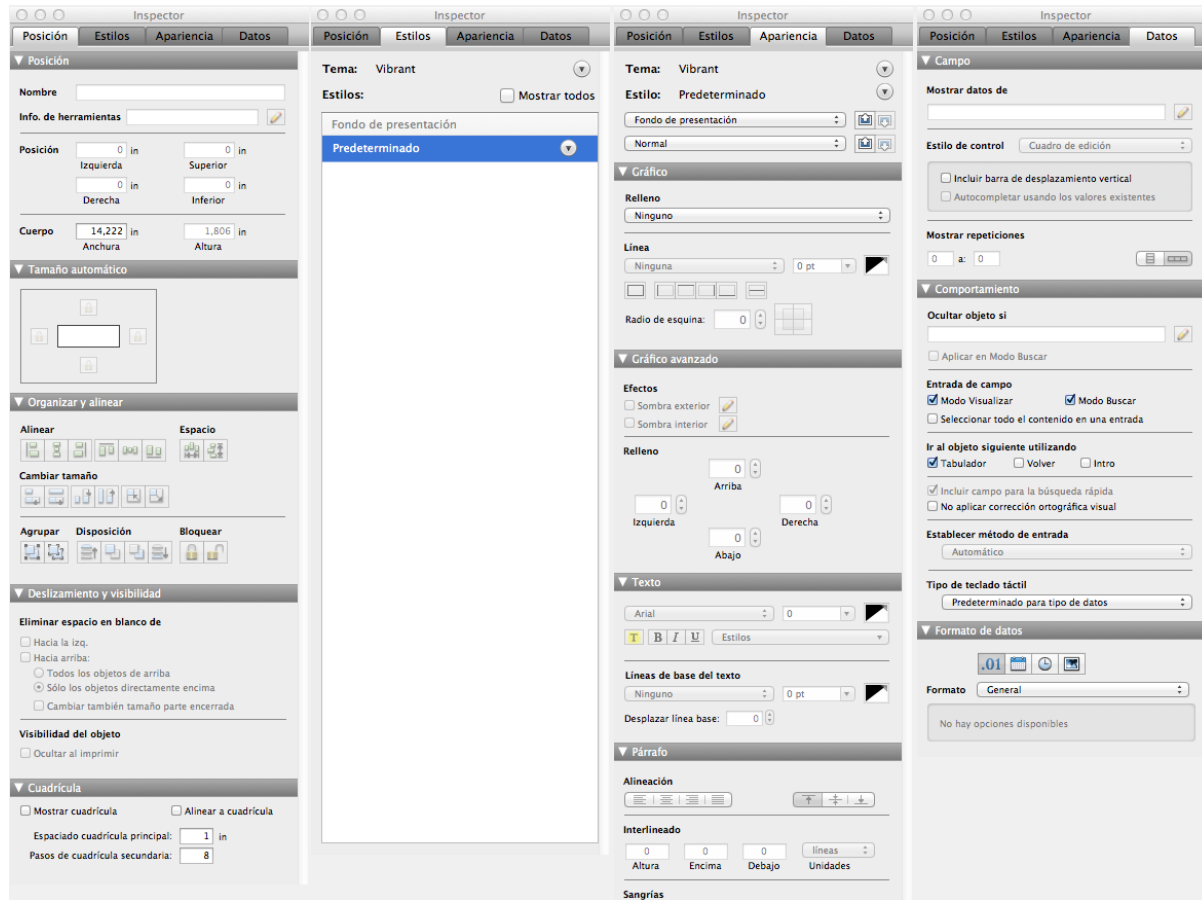 Inspector
Posición Estilos Apariencia Datos
Posición
Nombre
Info. de herramientas
Posición 0 in 0 in
Izquierda Superior
0 in 0 in
Derecha Inferior
Cuerpo 14,222 in 1,806 in
Anchura Altura
Tamaño automático
Organizar y alinear
Alinear Espacio
Cambiar tamaño
Agrupar Disposición Bloquear
Deslizamiento y visibilidad
Eliminar espacio en blanco de
Hacia la izq.
Hacia arriba:
Todos los objetos de arriba
Sólo los objetos directamente encima
Cambiar también tamaño parte encerrada
Visibilidad del objeto
Ocultar al imprimir
Cuadrícula
Mostrar cuadrícula Alinear a cuadrícula
Espaciado cuadrícula principal: 1 in
Pasos de cuadrícula secundaria: 8
Inspector
Posición Estilos Apariencia Datos
Tema: Vibrant
Estilos: Mostrar todos
Fondo de presentación
Predeterminado
Inspector
Posición Estilos Apariencia Datos
Tema: Vibrant
Estilo: Predeterminado
Fondo de presentación
Normal
Gráfico
Relleno
Ninguno
Línea
Ninguna 0 pt
Radio de esquina: 0
Gráfico avanzado
Efectos
Sombra exterior
Sombra interior
Relleno
0
Arriba
0 0
Izquierda Derecha
0
Abajo
Texto
Arial 0
T B I U Estilos
Líneas de base del texto
Ninguno 0 pt
Desplazar línea base: 0
Párrafo
Alineación
Interlineado
0 0 0 líneas
Altura Encima Debajo Unidades
Sangrías
Inspector
Posición Estilos Apariencia Datos
Campo
Mostrar datos de
Estilo de control Cuadro de edición
Incluir barra de desplazamiento vertical
Autocompletar usando los valores existentes
Mostrar repeticiones
0 a: 0
Comportamiento
Ocultar objeto si
Aplicar en Modo Buscar
Entrada de campo
Modo Visualizar Modo Buscar
Seleccionar todo el contenido en una entrada
Ir al objeto siguiente utilizando
Tabulador Volver Intro
Incluir campo para la búsqueda rápida
No aplicar corrección ortográfica visual
Establecer método de entrada
Automático
Tipo de teclado táctil
Predeterminado para tipo de datos
Formato de datos
.01
Formato General
No hay opciones disponibles